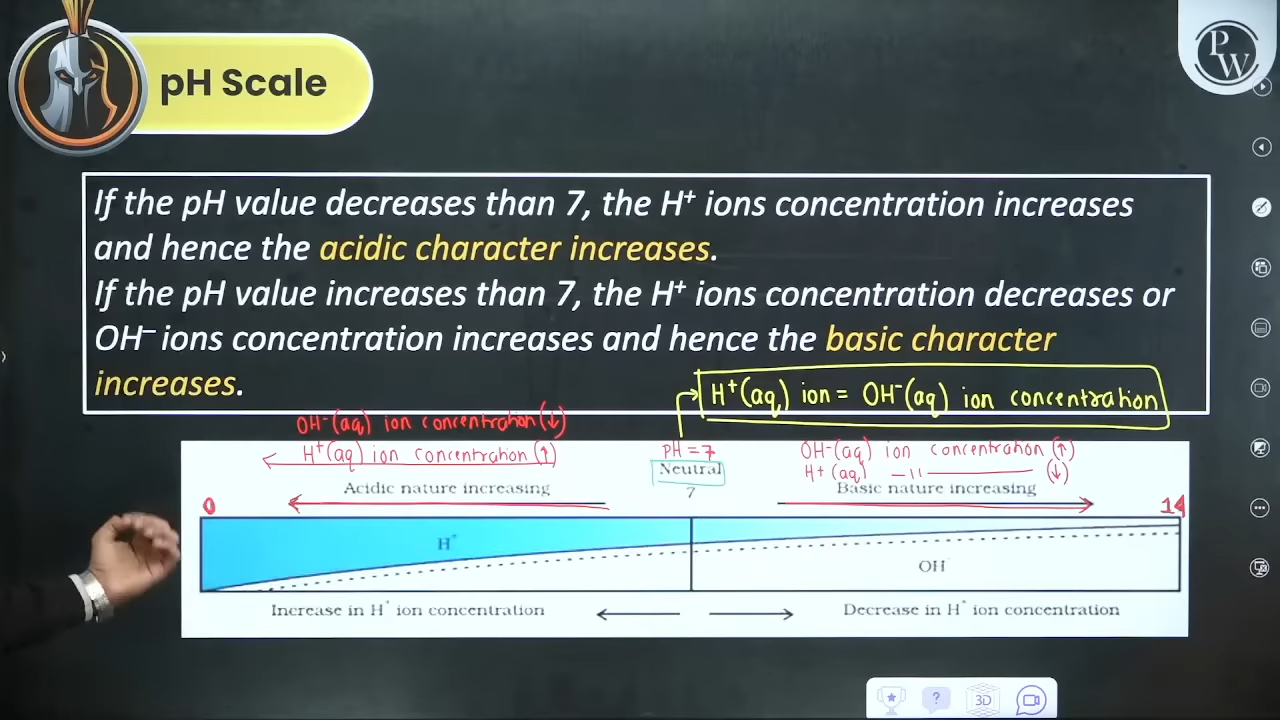 pH Scale
PW
If the pH value decreases than 7, the H⁺ ions concentration increases
and hence the acidic character increases.
If the pH value increases than 7, the H⁺ ions concentration decreases or
OH⁻ ions concentration increases and hence the basic character
increases.
H⁺(aq) ion = OH⁻(aq) ion concentration
OH⁻(aq) ion concentration (↓)
H⁺(aq) ion concentration (↑)
PH = 7
OH⁻(aq) ion concentration (↑)
H⁺(aq) —11— (↓)
Neutral
Acidic nature increasing
7
Basic nature increasing
0
14
H⁺
OH⁻
Increase in H⁺ ion concentration
Decrease in H⁺ ion concentration
?
3D